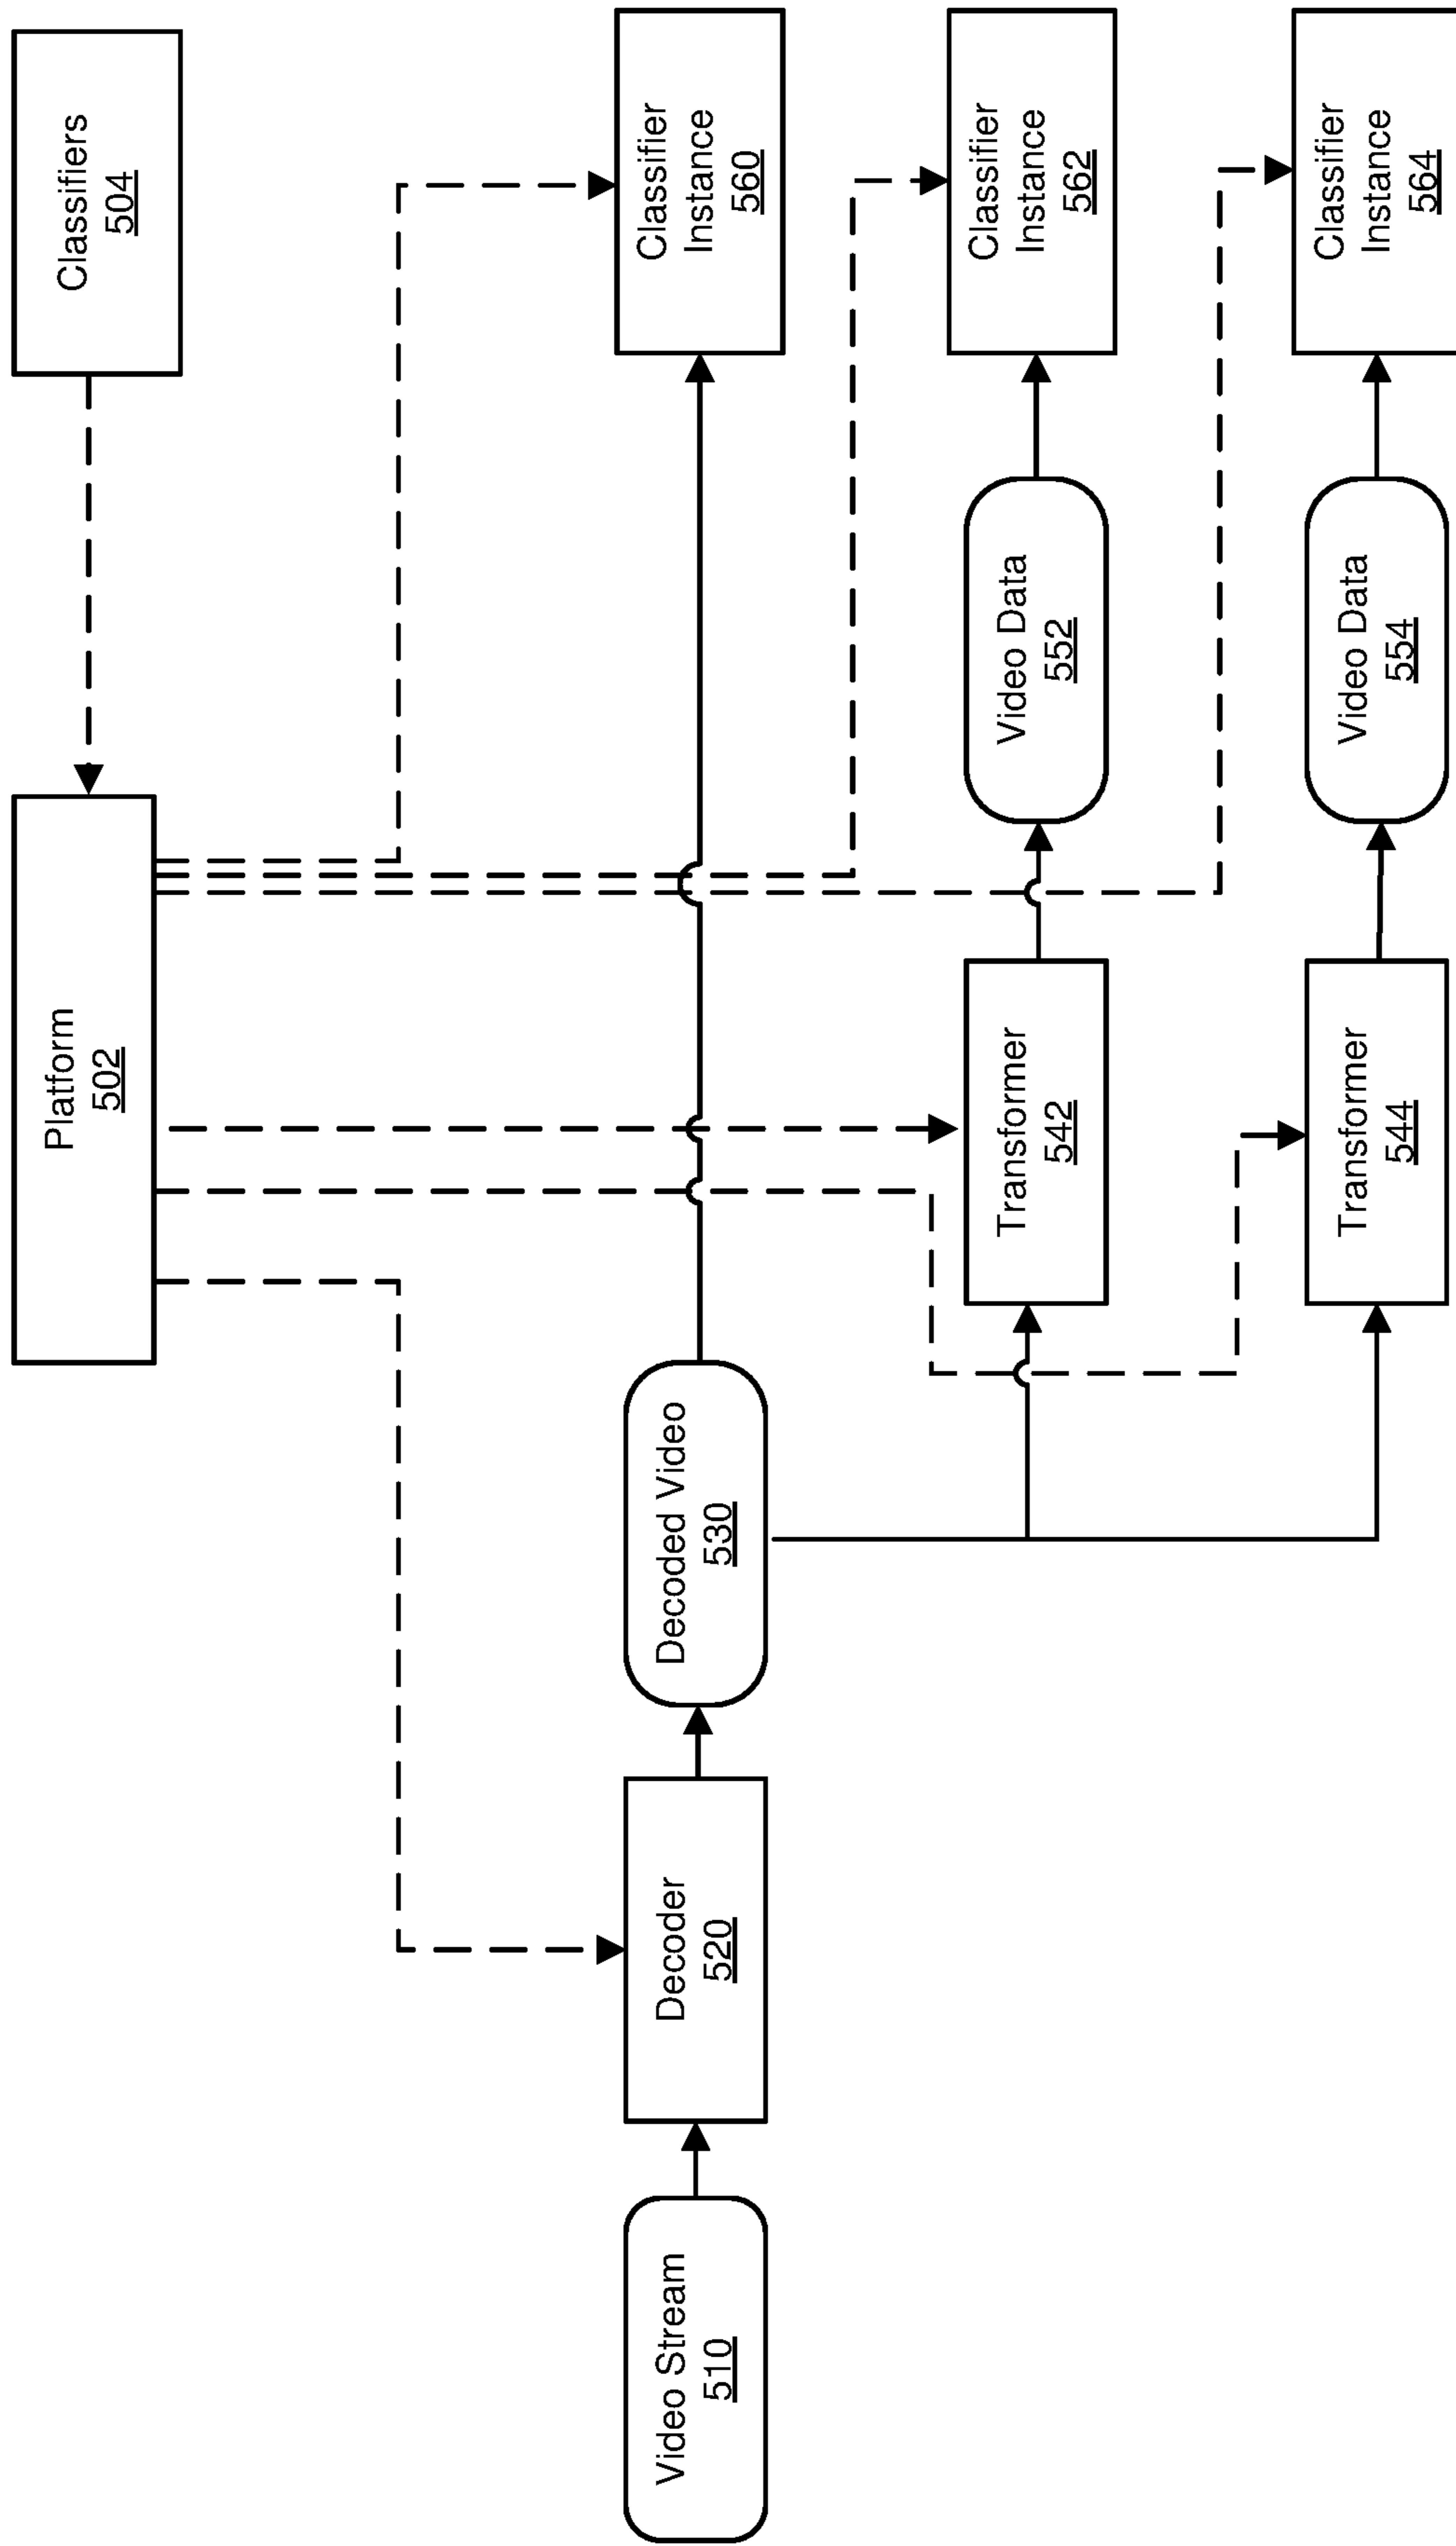 Platform
502
Classifiers
504
Video Stream
510
Decoder
520
Decoded Video
530
Classifier
Instance
560
Transformer
542
Video Data
552
Classifier
Instance
562
Transformer
544
Video Data
554
Classifier
Instance
564